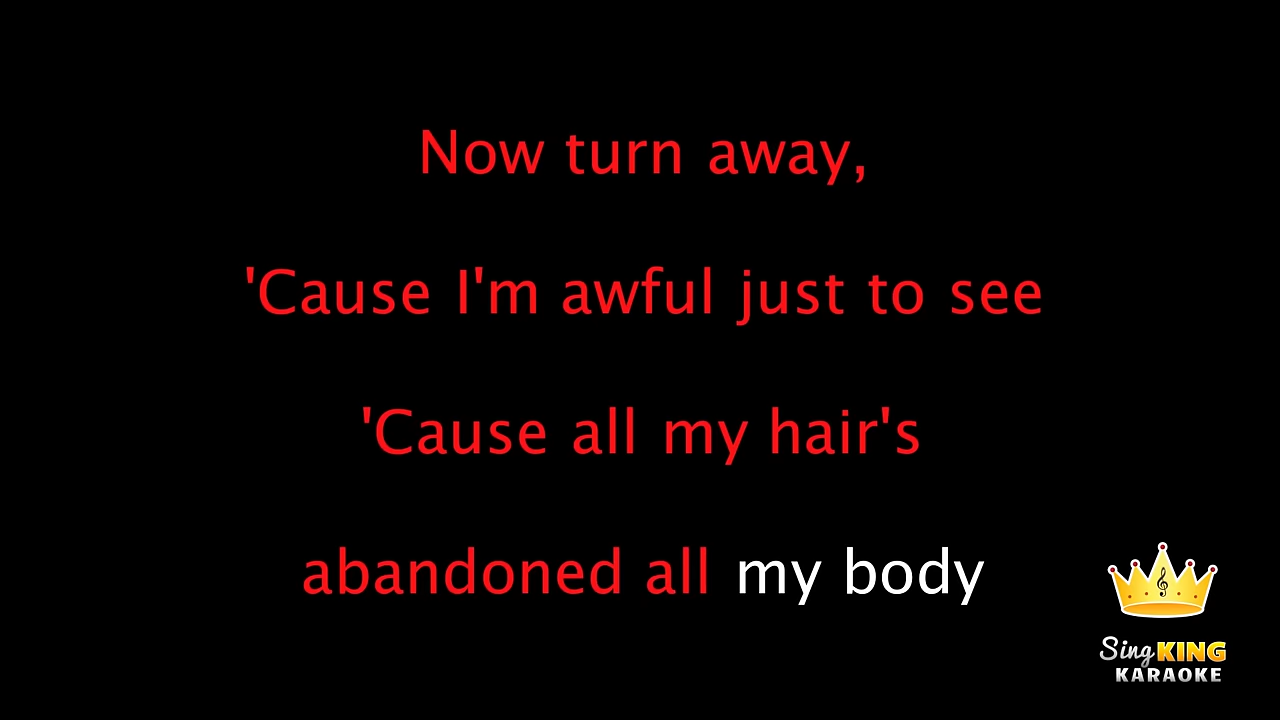 Now turn away,
'Cause I'm awful just to see
'Cause all my hair's
abandoned all my body
Sing KING
KARAOKE